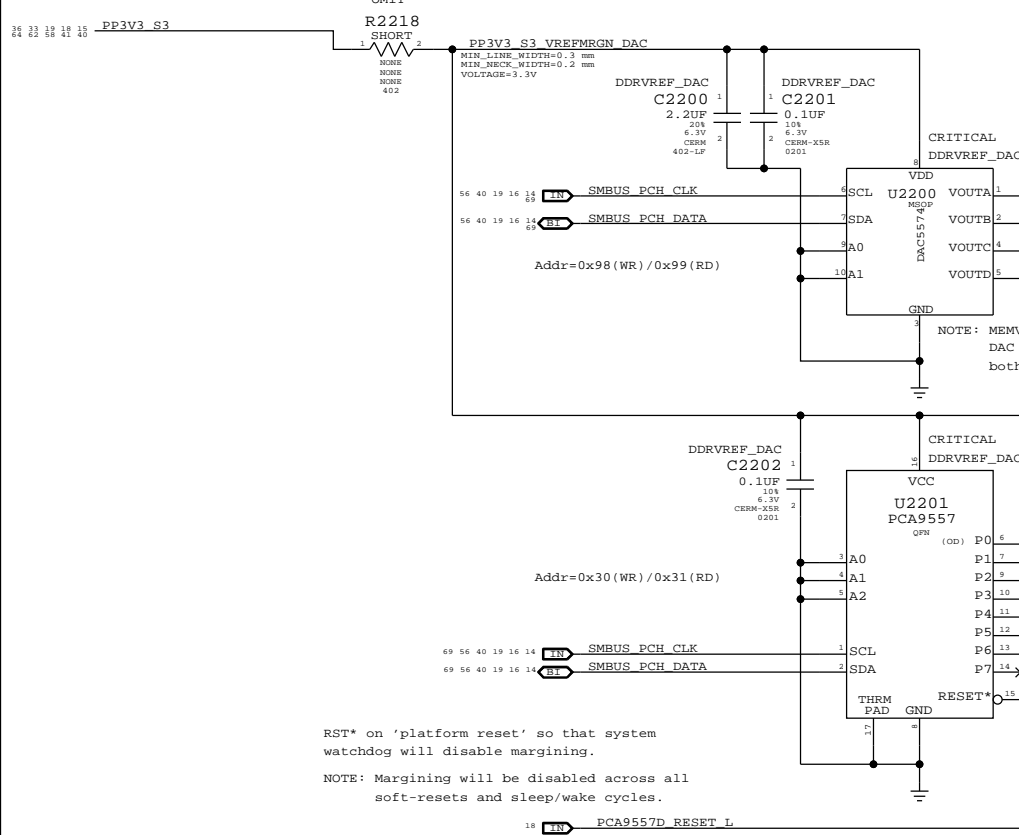 OMIT
R2218
SHORT
1 2
NONE
NONE
NONE
402
36 33 19 18 15
64 62 58 41 40
PP3V3_S3
PP3V3_S3_VREFMRGN_DAC
MIN_LINE_WIDTH=0.3 mm
MIN_NECK_WIDTH=0.2 mm
VOLTAGE=3.3V
DDRVREF_DAC
C2200
2.2UF
20%
6.3V
CERM
402-LF
1
2
DDRVREF_DAC
C2201
0.1UF
10%
6.3V
CERM-X5R
0201
1
2
CRITICAL
DDRVREF_DAC
8
VDD
U2200
MSOP
DAC5574
56 40 19 16 14
69
IN
SMBUS_PCH_CLK
6
SCL
VOUTA
1
56 40 19 16 14
69
BI
SMBUS_PCH_DATA
7
SDA
VOUTB
2
9
A0
VOUTC
4
Addr=0x98(WR)/0x99(RD)
10
A1
VOUTD
5
GND
3
NOTE: MEMV
DAC
both
DDRVREF_DAC
C2202
0.1UF
10%
6.3V
CERM-X5R
0201
1
2
CRITICAL
DDRVREF_DAC
16
VCC
U2201
PCA9557
QFN
(OD) P0 6
3 A0
P1 7
4 A1
P2 9
5 A2
P3 10
P4 11
P5 12
P6 13
P7 14
Addr=0x30(WR)/0x31(RD)
69 56 40 19 16 14
IN
SMBUS_PCH_CLK
1 SCL
69 56 40 19 16 14
BI
SMBUS_PCH_DATA
2 SDA
RESET* 15
THRM
PAD
GND
17
8
RST* on 'platform reset' so that system
watchdog will disable margining.
NOTE: Margining will be disabled across all
soft-resets and sleep/wake cycles.
18
IN
PCA9557D_RESET_L